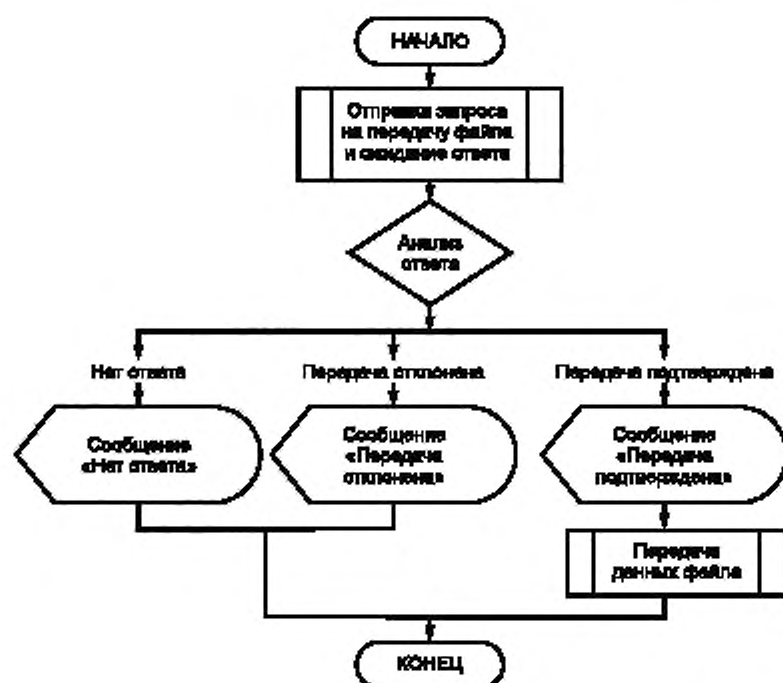 НАЧАЛО
Отправка запроса
на передачу файла
и ожидание ответа
Анализ
ответа
Нет ответа
Передача отклонена
Передача подтверждена
Сообщение
«Нет ответа»
Сообщение
«Передача
отклонена»
Сообщение
«Передача
подтверждена»
Передача
данных файла
КОНЕЦ